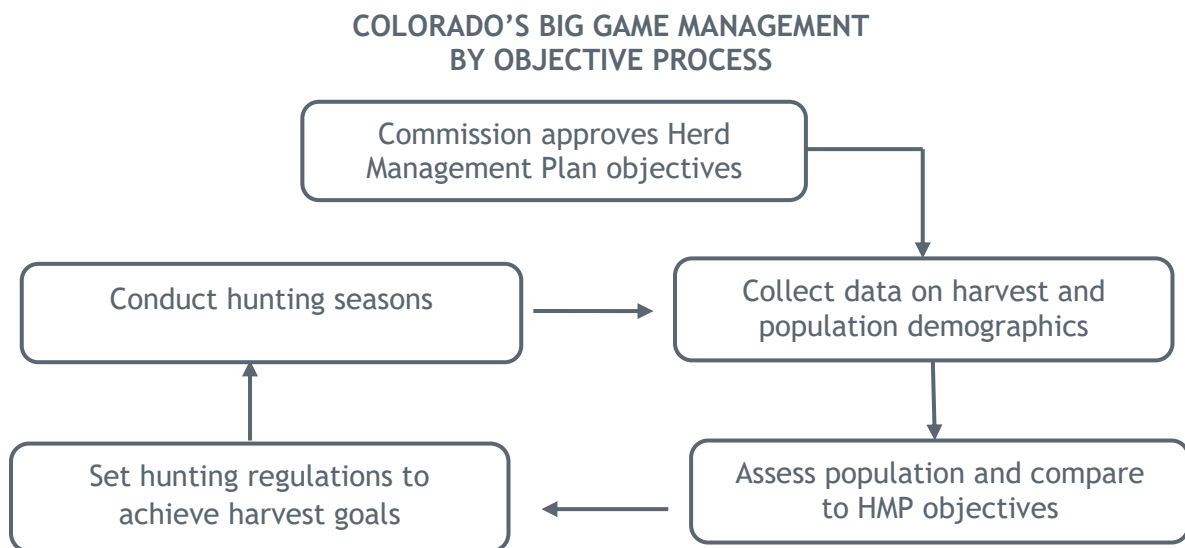 COLORADO’S BIG GAME MANAGEMENT
BY OBJECTIVE PROCESS
Commission approves Herd
Management Plan objectives
Conduct hunting seasons
Collect data on harvest and
population demographics
Set hunting regulations to
achieve harvest goals
Assess population and compare
to HMP objectives